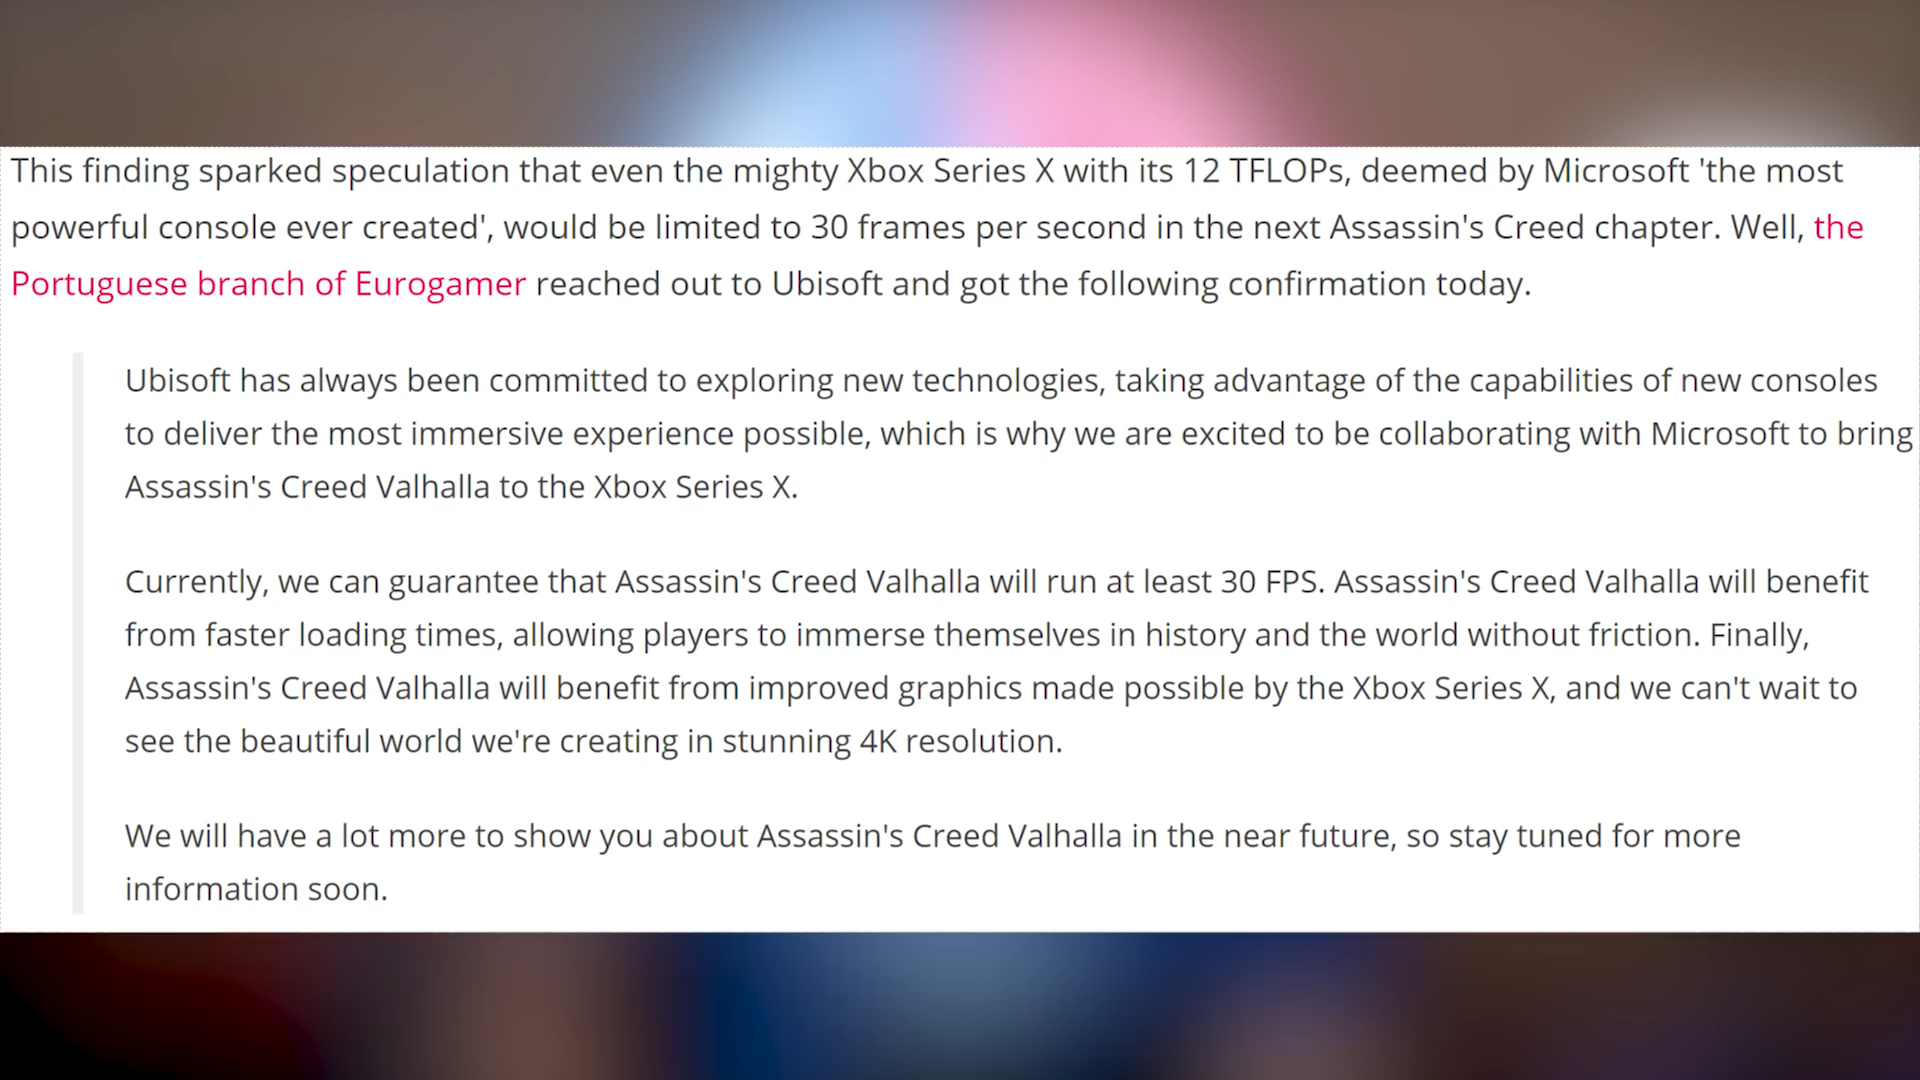 This finding sparked speculation that even the mighty Xbox Series X with its 12 TFLOPs, deemed by Microsoft 'the most
powerful console ever created', would be limited to 30 frames per second in the next Assassin's Creed chapter. Well, the
Portuguese branch of Eurogamer reached out to Ubisoft and got the following confirmation today.
Ubisoft has always been committed to exploring new technologies, taking advantage of the capabilities of new consoles
to deliver the most immersive experience possible, which is why we are excited to be collaborating with Microsoft to bring
Assassin's Creed Valhalla to the Xbox Series X.
Currently, we can guarantee that Assassin's Creed Valhalla will run at least 30 FPS. Assassin's Creed Valhalla will benefit
from faster loading times, allowing players to immerse themselves in history and the world without friction. Finally,
Assassin's Creed Valhalla will benefit from improved graphics made possible by the Xbox Series X, and we can't wait to
see the beautiful world we're creating in stunning 4K resolution.
We will have a lot more to show you about Assassin's Creed Valhalla in the near future, so stay tuned for more
information soon.